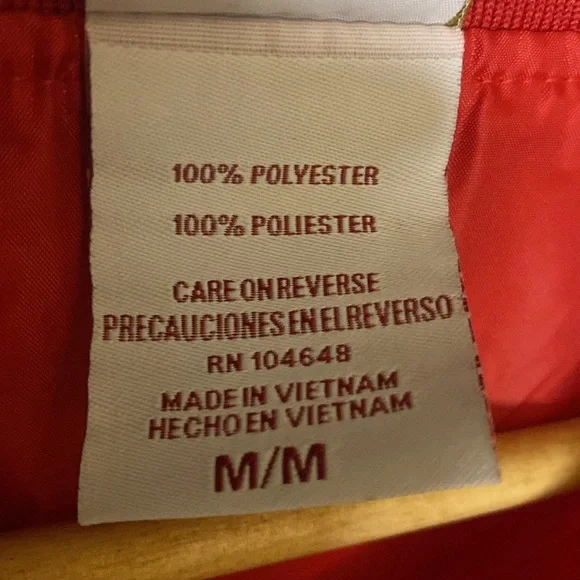 100% POLYESTER
100% POLIESTER
CARE ON REVERSE
PRECAUCIONES EN EL REVERSO
RN 104648
MADE IN VIETNAM
HECHO EN VIETNAM
M/M